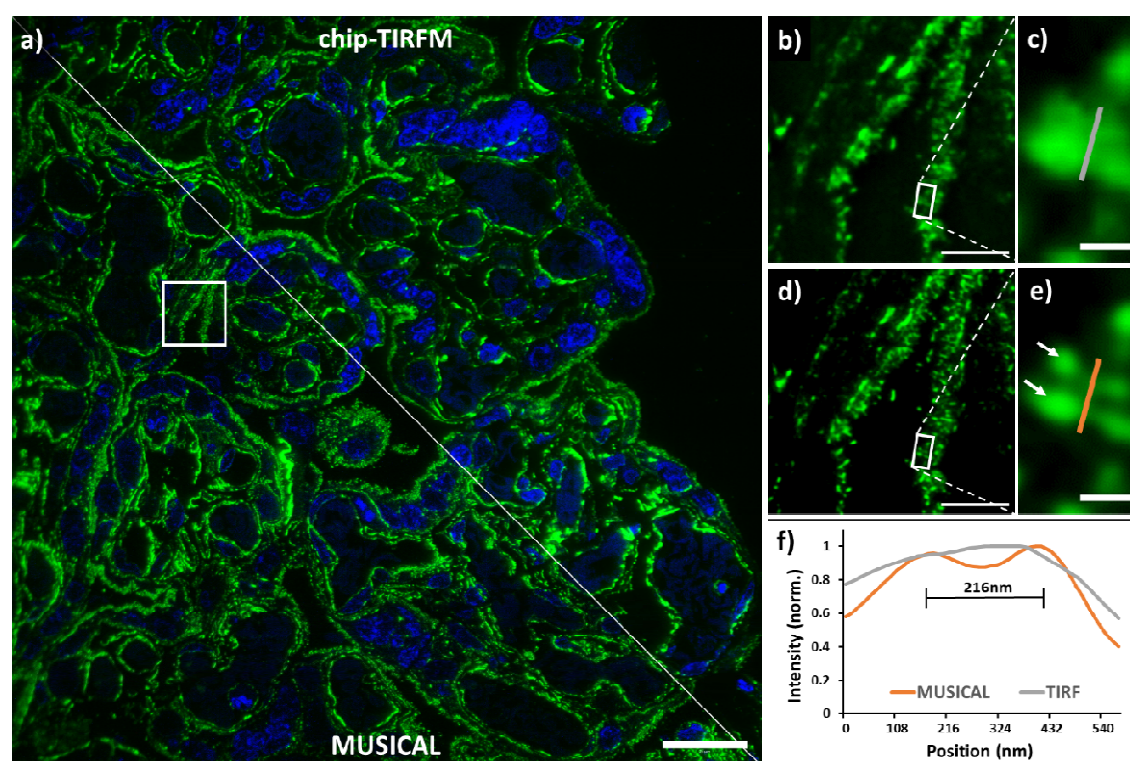 a)
chip-TIRFM
MUSICAL
b)
c)
d)
e)
f)
Intensity (norm.)
1
0.8
0.6
0.4
0.2
0
216nm
MUSICAL
TIRF
0
108
216
324
432
540
Position (nm)